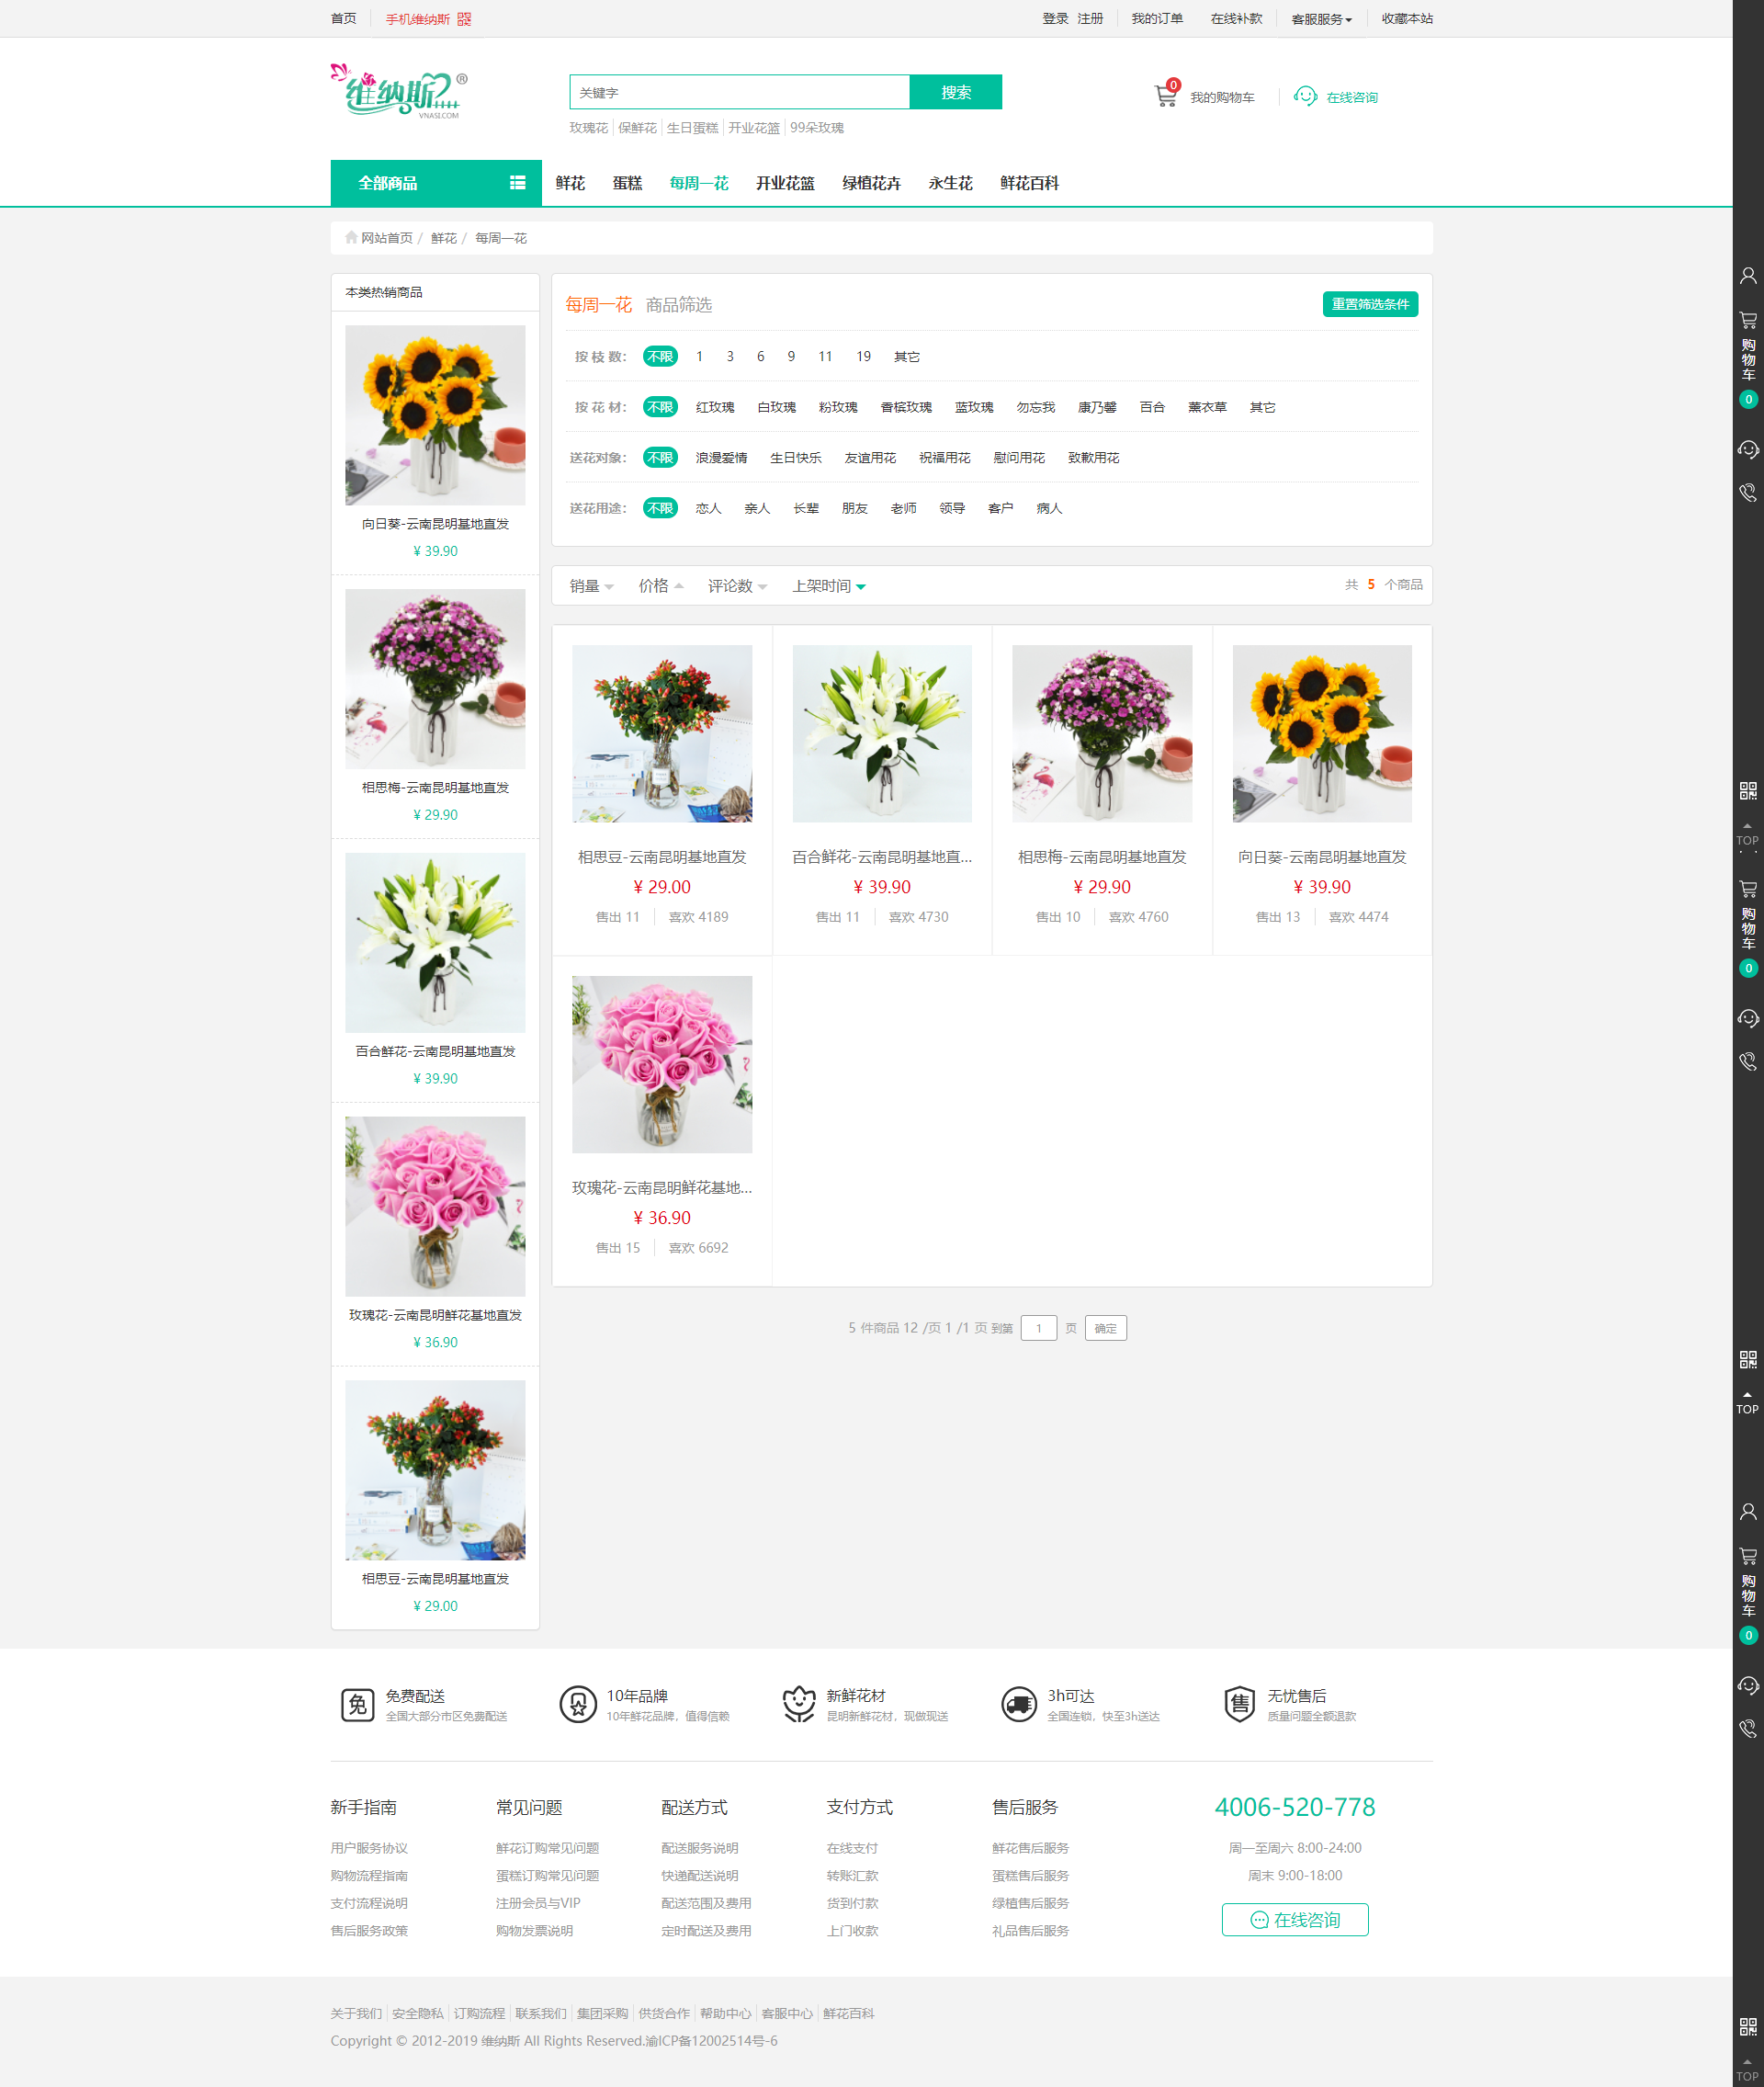 首页 手机维纳斯 登录 注册 我的订单 在线补款 客服服务 收藏本站
维纳斯®
VNASI.COM
关键字 搜索
0 我的购物车 在线咨询
玫瑰花 保鲜花 生日蛋糕 开业花篮 99朵玫瑰
全部商品 鲜花 蛋糕 每周一花 开业花篮 绿植花卉 永生花 鲜花百科
网站首页 / 鲜花 / 每周一花
本类热销商品
向日葵-云南昆明基地直发
¥ 39.90
相思梅-云南昆明基地直发
¥ 29.90
百合鲜花-云南昆明基地直发
¥ 39.90
玫瑰花-云南昆明鲜花基地直发
¥ 36.90
相思豆-云南昆明基地直发
¥ 29.00
每周一花 商品筛选 重置筛选条件
按 枝 数: 不限 1 3 6 9 11 19 其它
按 花 材: 不限 红玫瑰 白玫瑰 粉玫瑰 香槟玫瑰 蓝玫瑰 勿忘我 康乃馨 百合 薰衣草 其它
送花对象: 不限 浪漫爱情 生日快乐 友谊用花 祝福用花 慰问用花 致歉用花
送花用途: 不限 恋人 亲人 长辈 朋友 老师 领导 客户 病人
销量 价格 评论数 上架时间 共 5 个商品
相思豆-云南昆明基地直发
¥ 29.00
售出 11 喜欢 4189
百合鲜花-云南昆明基地直...
¥ 39.90
售出 11 喜欢 4730
相思梅-云南昆明基地直发
¥ 29.90
售出 10 喜欢 4760
向日葵-云南昆明基地直发
¥ 39.90
售出 13 喜欢 4474
玫瑰花-云南昆明鲜花基地...
¥ 36.90
售出 15 喜欢 6692
5 件商品 12 /页 1 /1 页 到第 1 页 确定
免 免费配送
全国大部分市区免费配送
10年品牌
10年鲜花品牌，值得信赖
新鲜花材
昆明新鲜花材，现做现送
3h可达
全国连锁，快至3h送达
售 无忧售后
质量问题全额退款
新手指南
用户服务协议
购物流程指南
支付流程说明
售后服务政策
常见问题
鲜花订购常见问题
蛋糕订购常见问题
注册会员与VIP
购物发票说明
配送方式
配送服务说明
快递配送说明
配送范围及费用
定时配送及费用
支付方式
在线支付
转账汇款
货到付款
上门收款
售后服务
鲜花售后服务
蛋糕售后服务
绿植售后服务
礼品售后服务
4006-520-778
周一至周六 8:00-24:00
周末 9:00-18:00
在线咨询
关于我们 安全隐私 订购流程 联系我们 集团采购 供货合作 帮助中心 客服中心 鲜花百科
Copyright © 2012-2019 维纳斯 All Rights Reserved.渝ICP备12002514号-6
购物车
0
TOP
购物车
0
TOP
购物车
0
TOP